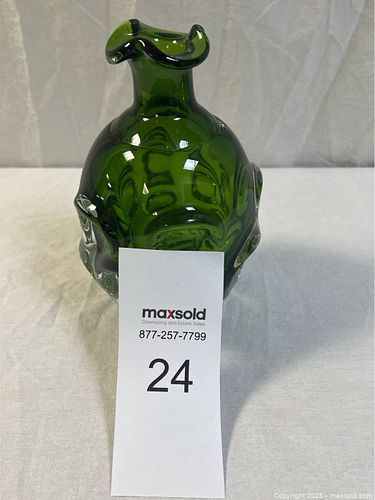 maxsold
Downsizing and Estate Sales
877-257-7799
24
Copyright 2025 - maxsold.com